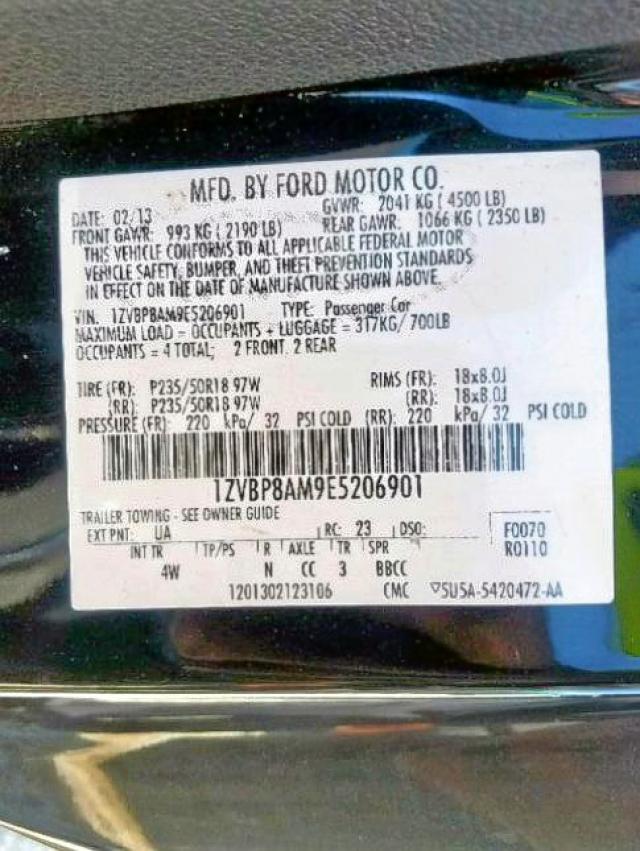 MFD. BY FORD MOTOR CO.
DATE: 02/13 GVWR: 2041 KG ( 4500 LB)
FRONT GAWR: 993 KG ( 2190 LB) REAR GAWR: 1066 KG ( 2350 LB)
THIS VEHICLE CONFORMS TO ALL APPLICABLE FEDERAL MOTOR
VEHICLE SAFETY, BUMPER, AND THEFT PREVENTION STANDARDS
IN EFFECT ON THE DATE OF MANUFACTURE SHOWN ABOVE.
VIN: 1ZVBP8AM9E5206901 TYPE: Passenger Car
MAXIMUM LOAD = OCCUPANTS + LUGGAGE = 317KG/700LB
OCCUPANTS = 4 TOTAL; 2 FRONT 2 REAR
TIRE (FR): P235/50R18 97W RIMS (FR): 18x8.0J
(RR): P235/50R18 97W (RR): 18x8.0J
PRESSURE (FR): 220 kPa/ 32 PSI COLD (RR): 220 kPa/ 32 PSI COLD
1ZVBP8AM9E5206901
TRAILER TOWING - SEE OWNER GUIDE
EXT PNT: UA RC: 23 DSO: F0070
INT TR TP/PS R AXLE TR SPR R0110
4W N CC 3 BBCC
1201302123106 CMC ▽5U5A-5420472-AA